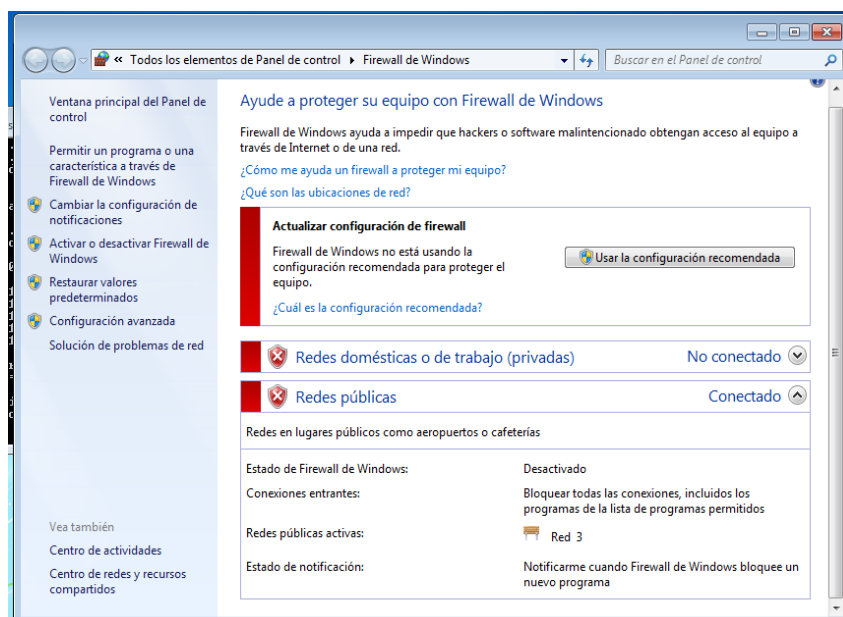 « Todos los elementos de Panel de control ▸ Firewall de Windows
Buscar en el Panel de control
Ventana principal del Panel de
control
Permitir un programa o una
característica a través de
Firewall de Windows
Cambiar la configuración de
notificaciones
Activar o desactivar Firewall de
Windows
Restaurar valores
predeterminados
Configuración avanzada
Solución de problemas de red
Vea también
Centro de actividades
Centro de redes y recursos
compartidos
Ayude a proteger su equipo con Firewall de Windows
Firewall de Windows ayuda a impedir que hackers o software malintencionado obtengan acceso al equipo a
través de Internet o de una red.
¿Cómo me ayuda un firewall a proteger mi equipo?
¿Qué son las ubicaciones de red?
Actualizar configuración de firewall
Firewall de Windows no está usando la
configuración recomendada para proteger el
equipo.
Usar la configuración recomendada
¿Cuál es la configuración recomendada?
Redes domésticas o de trabajo (privadas) No conectado
Redes públicas Conectado
Redes en lugares públicos como aeropuertos o cafeterías
Estado de Firewall de Windows: Desactivado
Conexiones entrantes: Bloquear todas las conexiones, incluidos los
programas de la lista de programas permitidos
Redes públicas activas: Red 3
Estado de notificación: Notificarme cuando Firewall de Windows bloquee un
nuevo programa